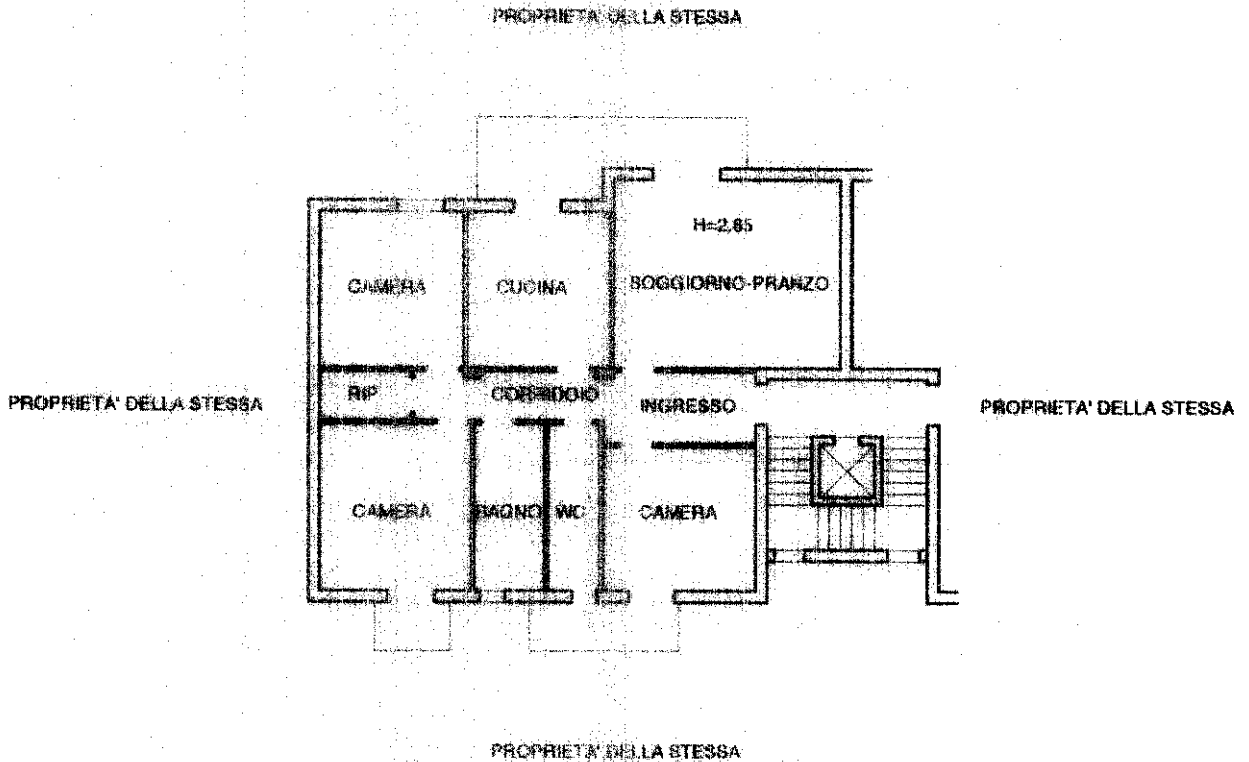 PROPRIETA' DELLA STESSA
H=2,85
CAMERA
CUCINA
SOGGIORNO-PRANZO
RIP
CORRIDOIO
INGRESSO
PROPRIETA' DELLA STESSA
PROPRIETA' DELLA STESSA
CAMERA
BAGNO
WC
CAMERA
PROPRIETA' DELLA STESSA